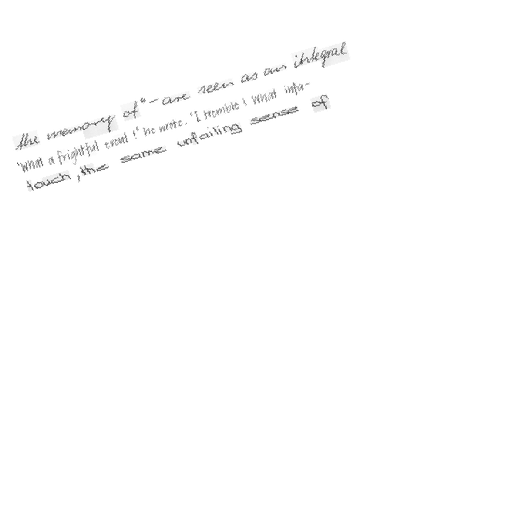 the memory of" - are seen as our integral
"What a frightful event!" he wrote. "I tremble! What infa-
touch, the same unfailing sense of